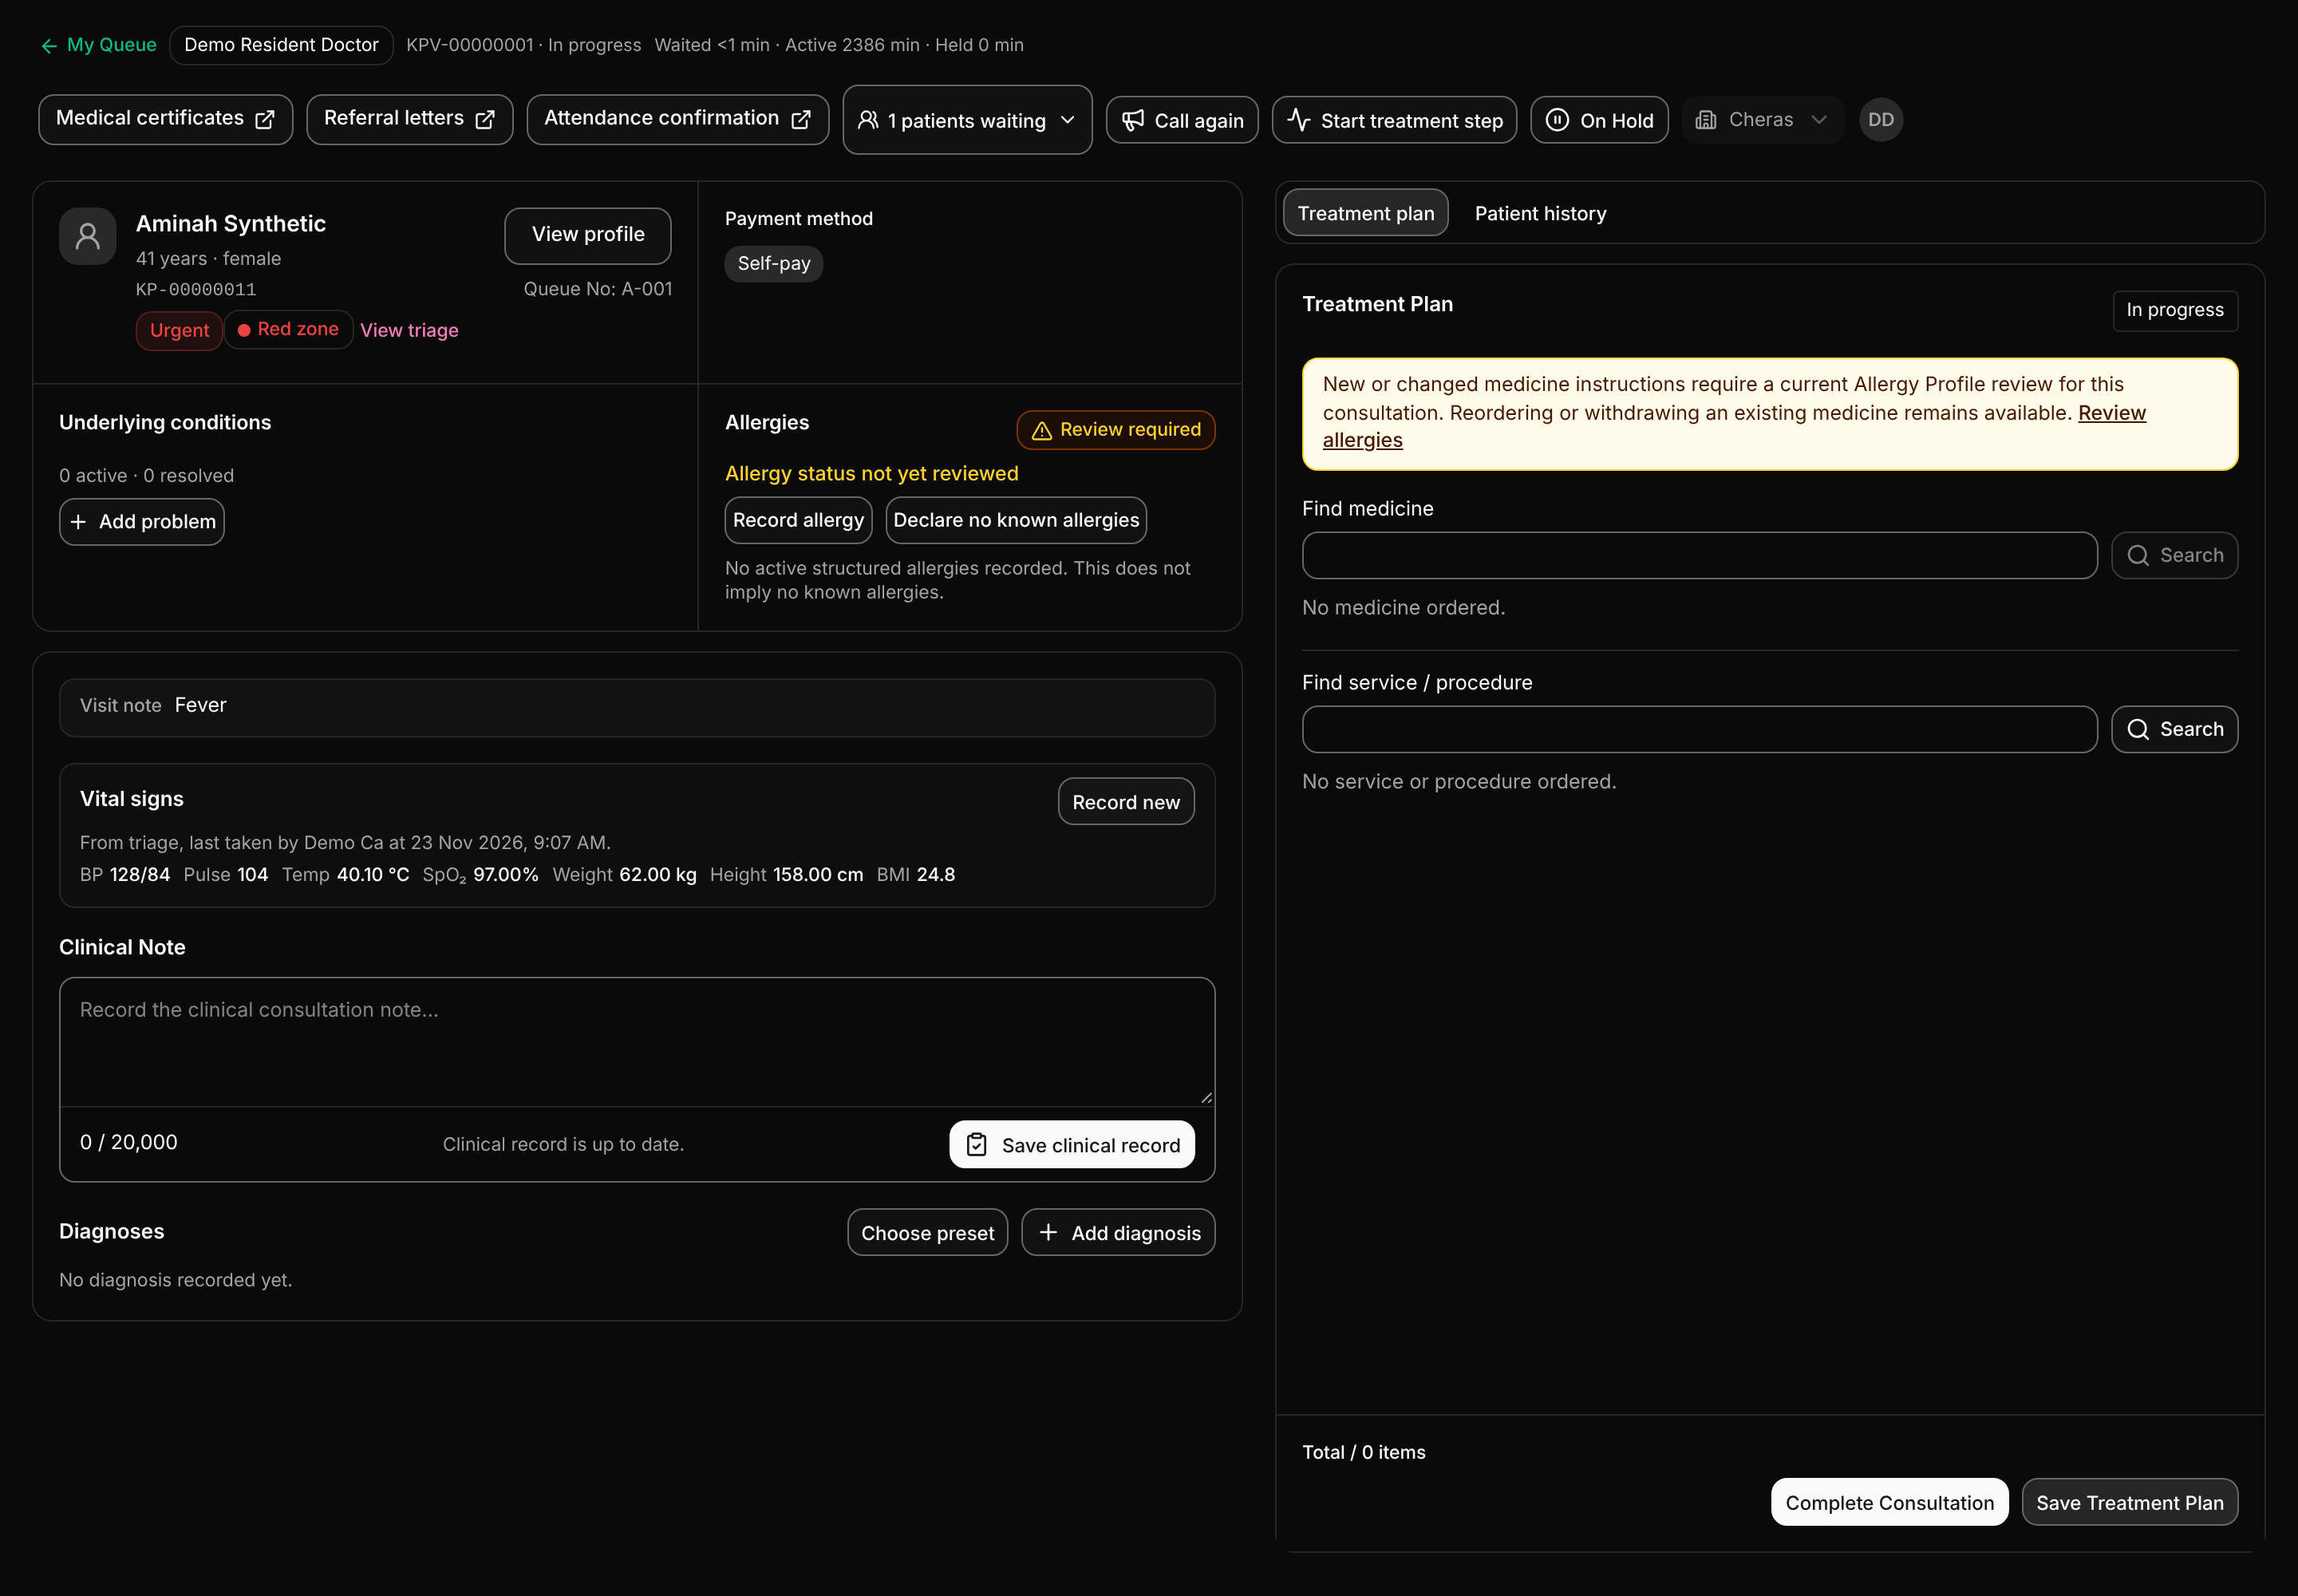 My Queue
Demo Resident Doctor
KPV-00000001 · In progress Waited <1 min · Active 2386 min · Held 0 min
Medical certificates
Referral letters
Attendance confirmation
1 patients waiting
Call again
Start treatment step
On Hold
Cheras
DD
Aminah Synthetic
41 years · female
KP-00000011
Urgent
Red zone
View triage
View profile
Queue No: A-001
Payment method
Self-pay
Underlying conditions
0 active · 0 resolved
Add problem
Allergies
Review required
Allergy status not yet reviewed
Record allergy
Declare no known allergies
No active structured allergies recorded. This does not
imply no known allergies.
Visit note Fever
Vital signs
Record new
From triage, last taken by Demo Ca at 23 Nov 2026, 9:07 AM.
BP 128/84 Pulse 104 Temp 40.10 °C SpO₂ 97.00% Weight 62.00 kg Height 158.00 cm BMI 24.8
Clinical Note
Record the clinical consultation note...
0 / 20,000
Clinical record is up to date.
Save clinical record
Diagnoses
Choose preset
Add diagnosis
No diagnosis recorded yet.
Treatment plan
Patient history
Treatment Plan
In progress
New or changed medicine instructions require a current Allergy Profile review for this
consultation. Reordering or withdrawing an existing medicine remains available. Review
allergies
Find medicine
Search
No medicine ordered.
Find service / procedure
Search
No service or procedure ordered.
Total / 0 items
Complete Consultation
Save Treatment Plan